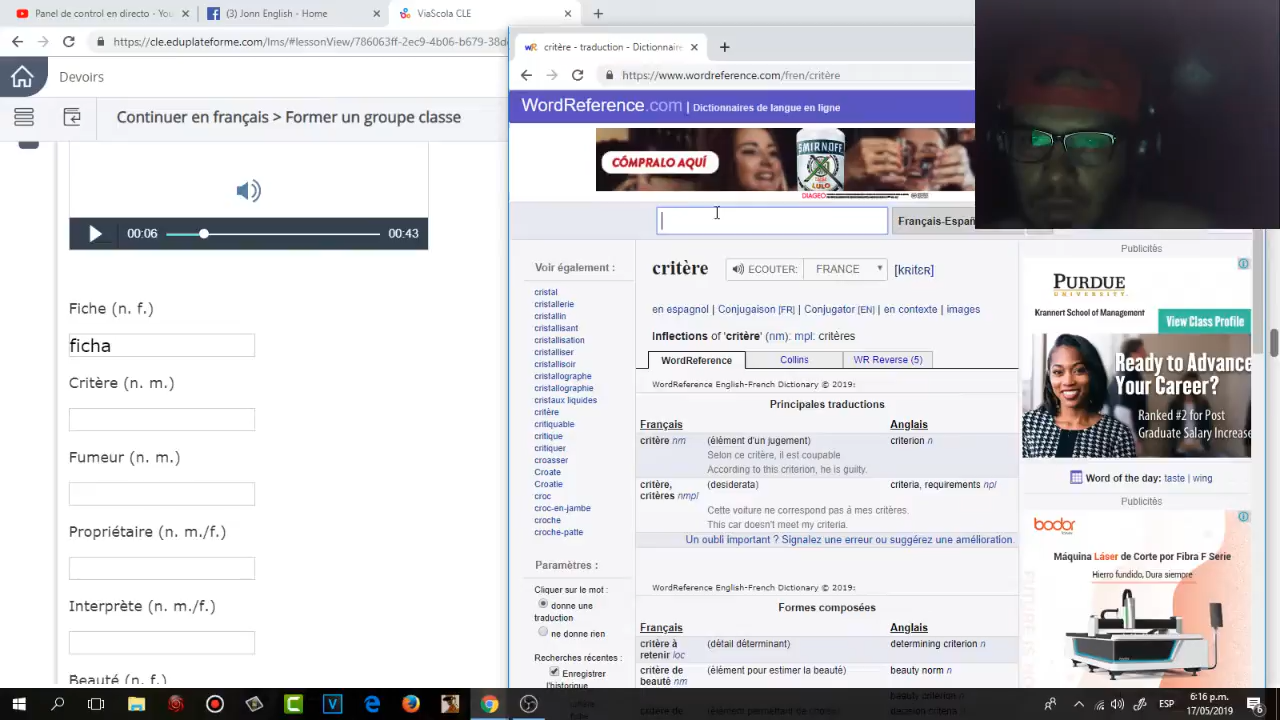 Panel de control en directo - You
(3) Jonn English - Home
ViaScola CLE
https://cle.eduplateforme.com/lms/#lessonView/786063ff-2ec9-4b06-b679-38d
Devoirs
Continuer en français > Former un groupe classe
00:06
00:43
Fiche (n. f.)
ficha
Critère (n. m.)
Fumeur (n. m.)
Propriétaire (n. m./f.)
Interprète (n. m./f.)
Beauté (n. f.)
critère - traduction - Dictionnaire
https://www.wordreference.com/fren/critère
WordReference.com | Dictionnaires de langue en ligne
CÓMPRALO AQUÍ
SMIRNOFF
LULO
DIAGEO
Français-Españ
Voir également :
cristal
cristallerie
cristallin
cristallisant
cristallisation
cristalliser
cristallisoir
cristallographe
cristallographie
cristaux liquides
critère
critiquable
critique
critiquer
croasser
Croate
Croatie
croc
croc-en-jambe
croche
croche-patte
Paramètres :
Cliquer sur le mot :
donne une
traduction
ne donne rien
Recherches récentes :
Enregistrer
l'historique
critère
ECOUTER:
FRANCE
[kʀitɛʀ]
en espagnol | Conjugaison [FR] | Conjugator [EN] | en contexte | images
Inflections of 'critère' (nm): mpl: critères
WordReference
Collins
WR Reverse (5)
WordReference English-French Dictionary © 2019:
Principales traductions
Français
Anglais
critère nm
(élément d'un jugement)
criterion n
Selon ce critère, il est coupable
According to this criterion, he is guilty.
critère,
critères nmpl
(desiderata)
criteria, requirements npl
Cette voiture ne correspond pas à mes critères.
This car doesn't meet my criteria.
Un oubli important ? Signalez une erreur ou suggérez une amélioration.
WordReference English-French Dictionary © 2019:
Formes composées
Français
Anglais
critère à
retenir loc
(détail déterminant)
determining criterion n
critère de
beauté nm
(élément pour estimer la beauté)
beauty norm n
beauty criterion n
Publicités
PURDUE
UNIVERSITY
Krannert School of Management
View Class Profile
Ready to Advance
Your Career?
Ranked #2 for Post
Graduate Salary Increase
Word of the day: taste | wing
Publicités
bodor
Máquina Láser de Corte por Fibra F Serie
Hierro fundido, Dura siempre
ESP
6:16 p.m.
17/05/2019
6